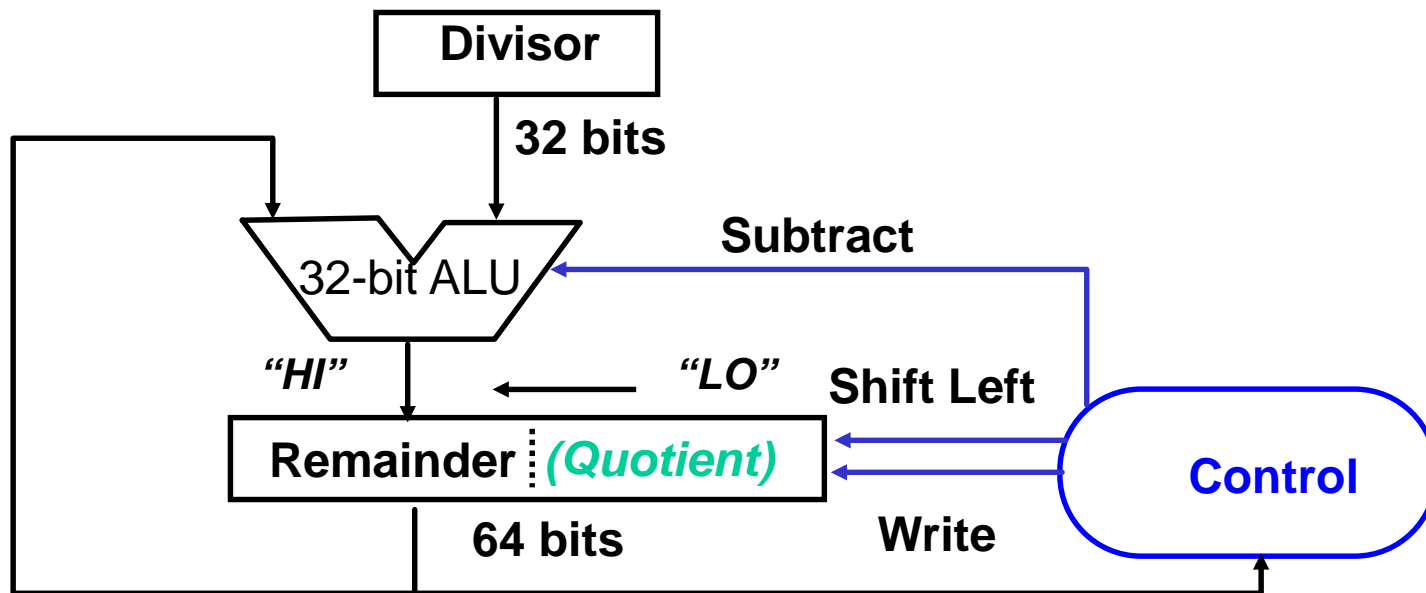 Divisor
32 bits
Subtract
32-bit ALU
“HI”
“LO”
Shift Left
Remainder (Quotient)
Control
64 bits
Write